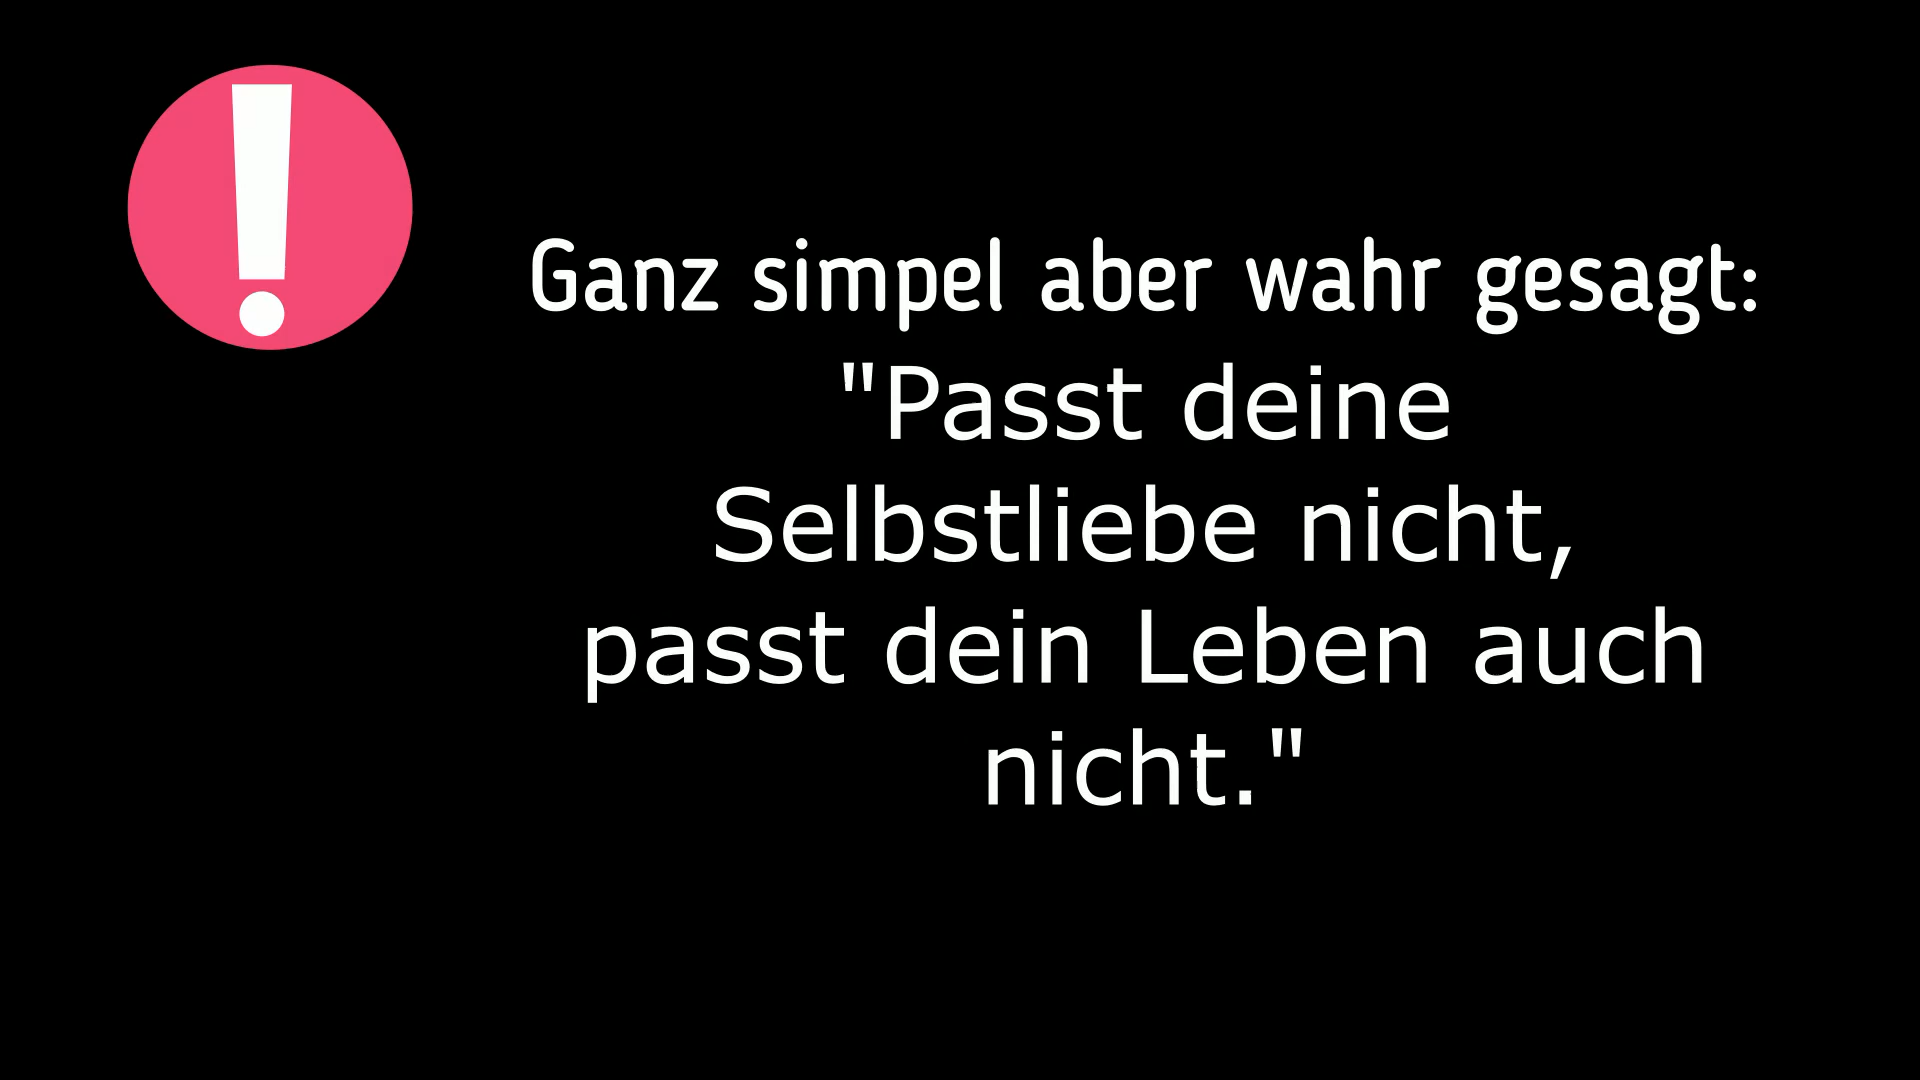 Ganz simpel aber wahr gesagt:
"Passt deine
Selbstliebe nicht,
passt dein Leben auch
nicht."